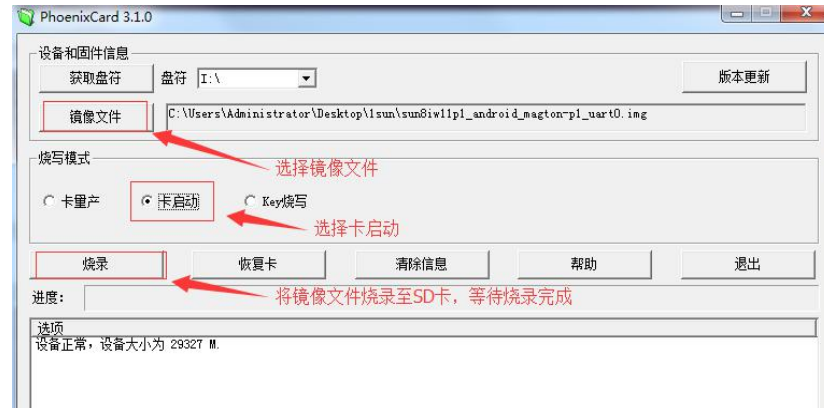 PhoenixCard 3.1.0
设备和固件信息
获取盘符 盘符 I:\ 版本更新
镜像文件 C:\Users\Administrator\Desktop\1sun\sun8iw11p1_android_magton-p1_uart0.img
选择镜像文件
烧写模式
卡量产 卡启动 Key烧写
选择卡启动
烧录 恢复卡 清除信息 帮助 退出
进度： 将镜像文件烧录至SD卡，等待烧录完成
选项
设备正常，设备大小为 29327 M.